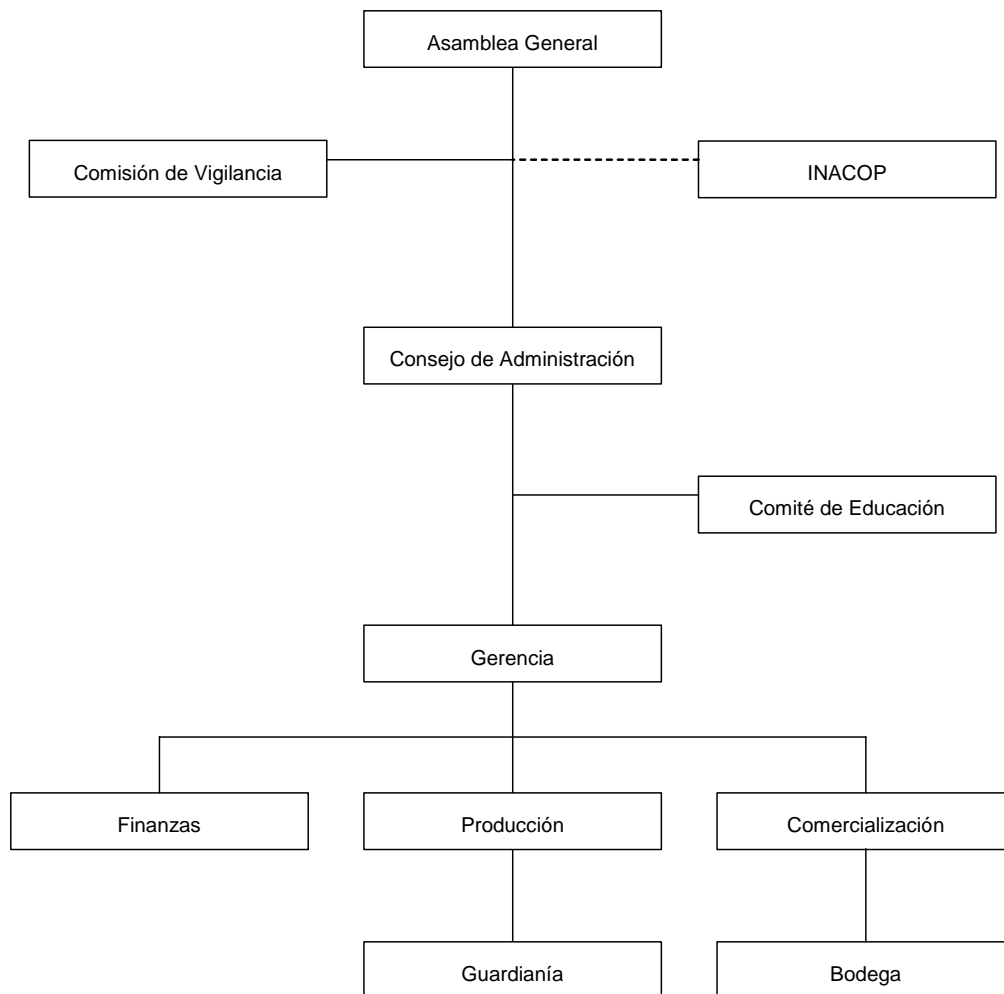 Asamblea General
Comisión de Vigilancia
INACOP
Consejo de Administración
Comité de Educación
Gerencia
Finanzas
Producción
Comercialización
Guardianía
Bodega